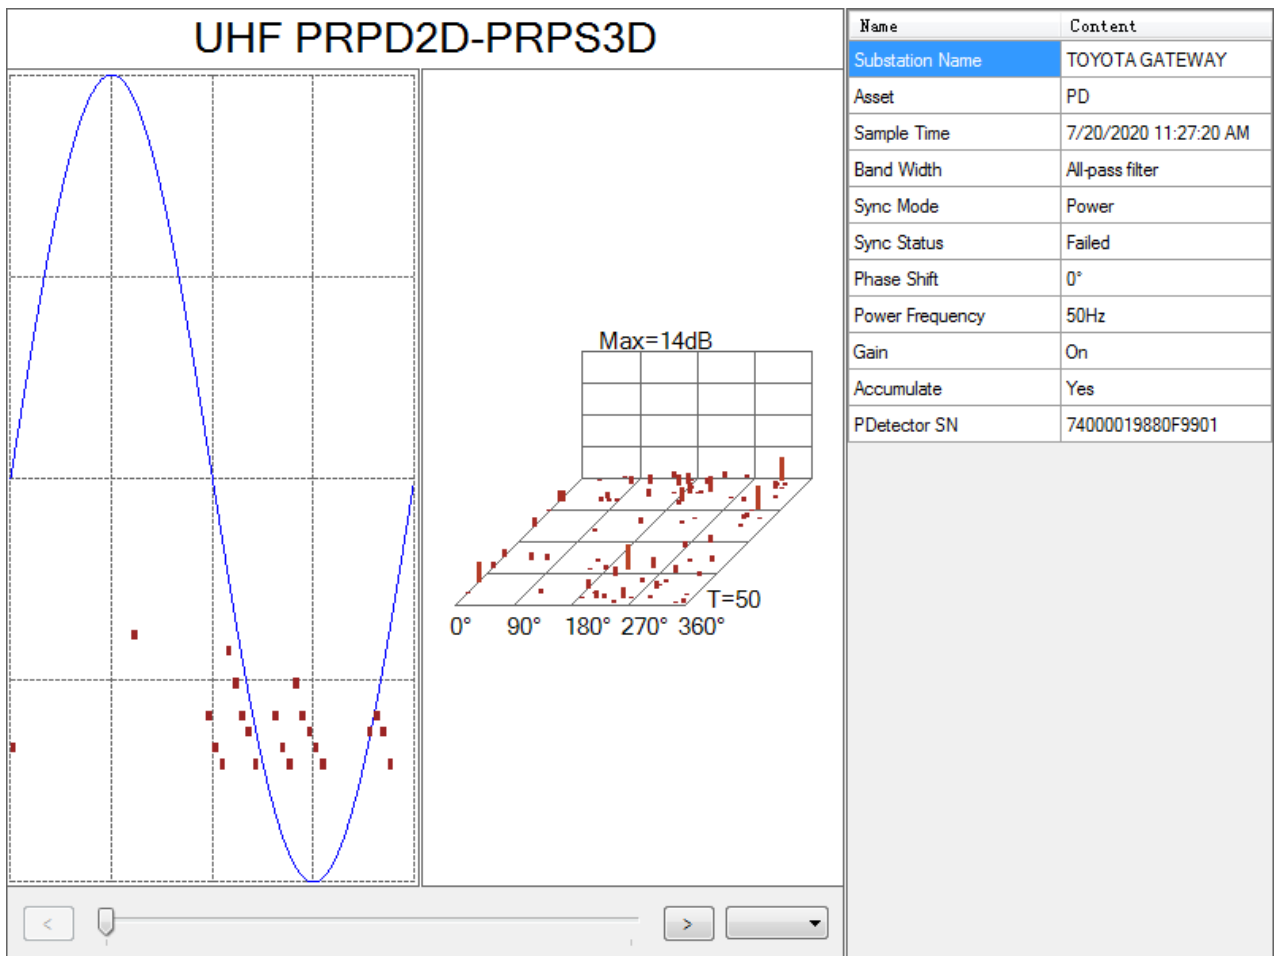 UHF PRPD2D-PRPS3D
Max=14dB
T=50
0° 90° 180° 270° 360°
< >
Name Content
Substation Name TOYOTA GATEWAY
Asset PD
Sample Time 7/20/2020 11:27:20 AM
Band Width All-pass filter
Sync Mode Power
Sync Status Failed
Phase Shift 0°
Power Frequency 50Hz
Gain On
Accumulate Yes
PDetector SN 74000019880F9901